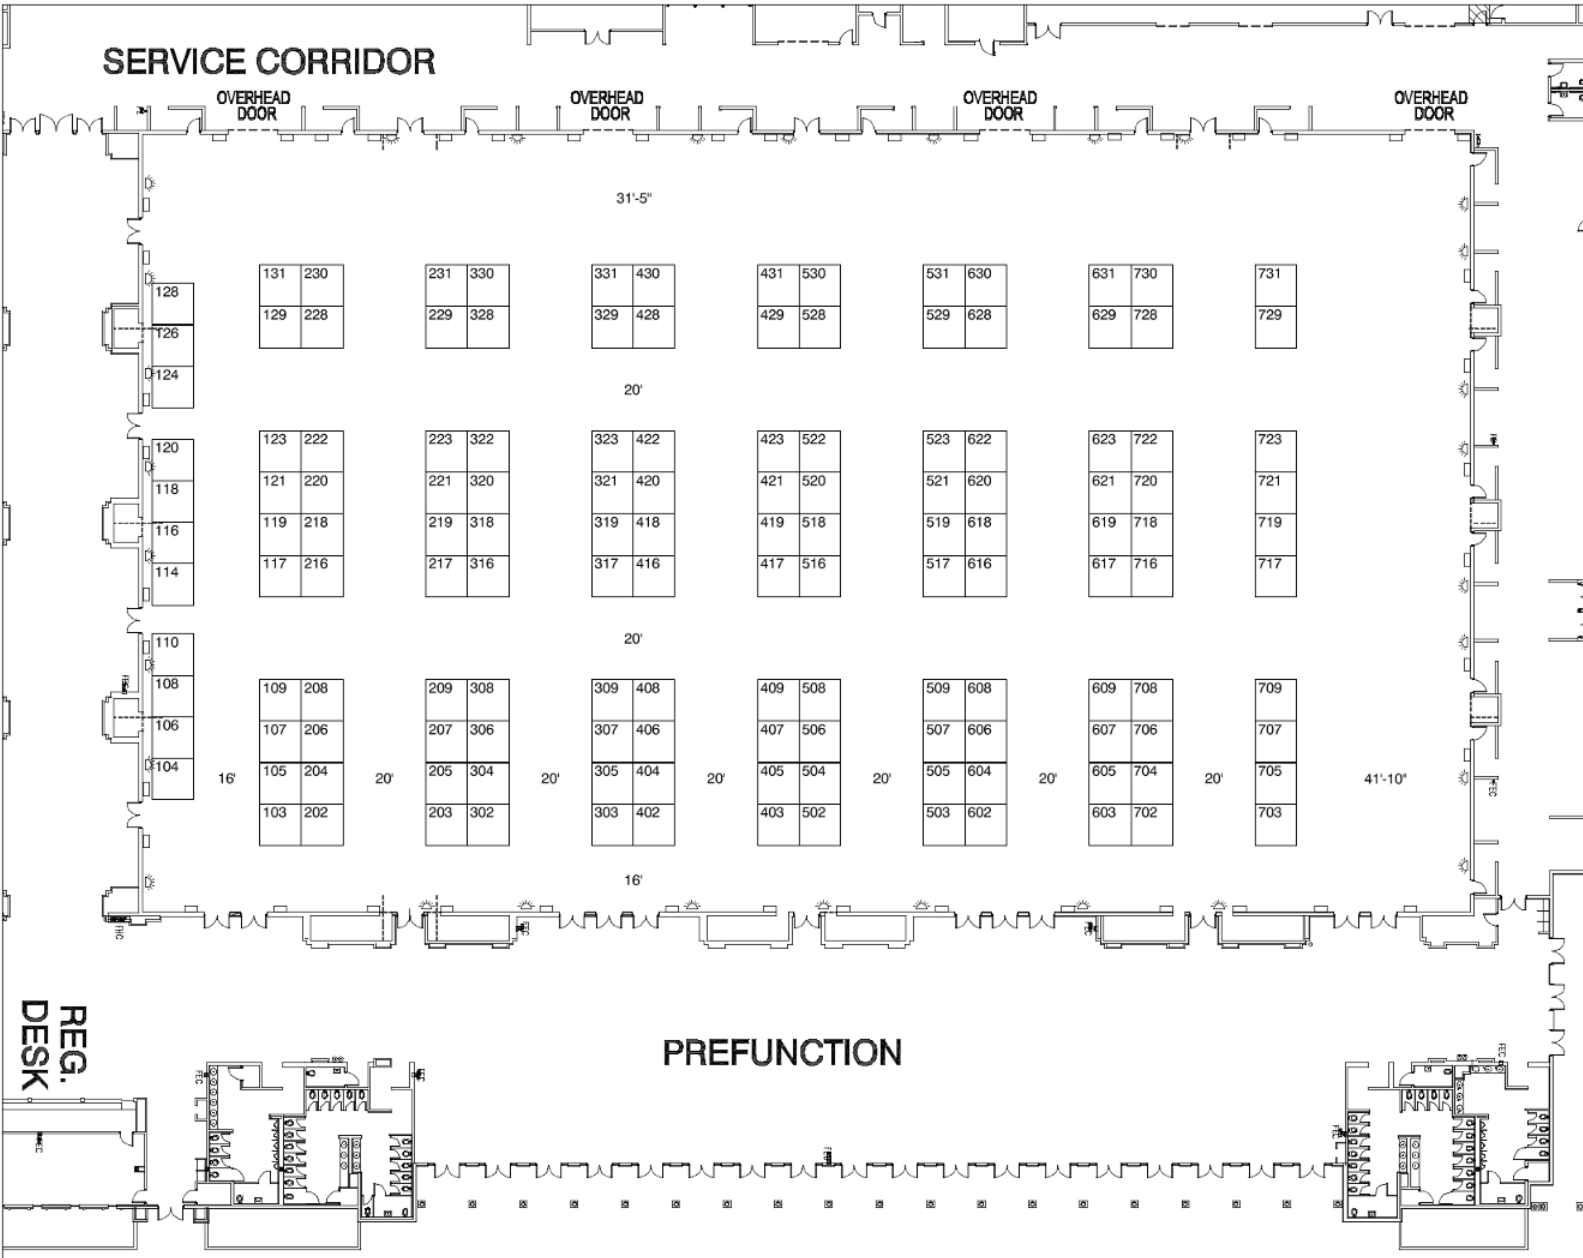 SERVICE CORRIDOR
OVERHEAD DOOR
OVERHEAD DOOR
OVERHEAD DOOR
OVERHEAD DOOR
31'-5"
131 230 231 330 331 430 431 530 531 630 631 730 731
128
129 228 229 328 329 428 429 528 529 628 629 728 729
126
124
20'
123 222 223 322 323 422 423 522 523 622 623 722 723
120
121 220 221 320 321 420 421 520 521 620 621 720 721
118
119 218 219 318 319 418 419 518 519 618 619 718 719
116
117 216 217 316 317 416 417 516 517 616 617 716 717
114
20'
110
109 208 209 308 309 408 409 508 509 608 609 708 709
108
107 206 207 306 307 406 407 506 507 606 607 706 707
106
105 204 205 304 305 404 405 504 505 604 605 704 705
104
16' 20' 20' 20' 20' 20' 20' 41'-10"
103 202 203 302 303 402 403 502 503 602 603 702 703
16'
FHC
FEC
FEC
FEC
REG.
DESK
PREFUNCTION
FEC
FEC
FEC
FEC